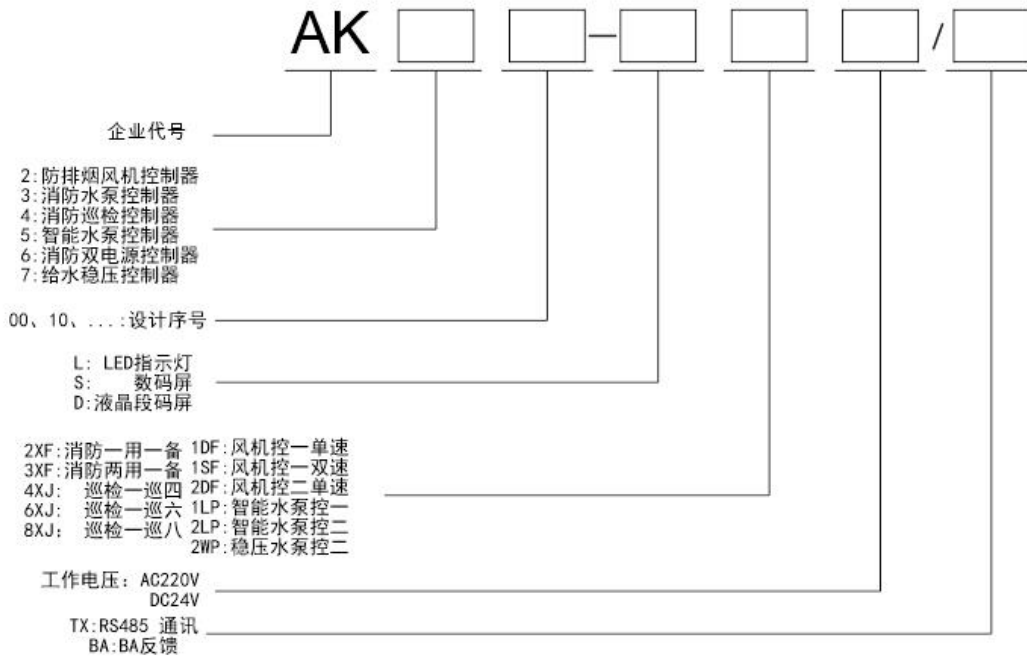 AK — /
企业代号
2:防排烟风机控制器
3:消防水泵控制器
4:消防巡检控制器
5:智能水泵控制器
6:消防双电源控制器
7:给水稳压控制器
00、10、....:设计序号
L: LED指示灯
S: 数码屏
D:液晶段码屏
2XF:消防一用一备
3XF:消防两用一备
4XJ: 巡检一巡四
6XJ: 巡检一巡六
8XJ: 巡检一巡八
1DF:风机控一单速
1SF:风机控一双速
2DF:风机控二单速
1LP:智能水泵控一
2LP:智能水泵控二
2WP:稳压水泵控二
工作电压: AC220V
DC24V
TX:RS485 通讯
BA:BA反馈